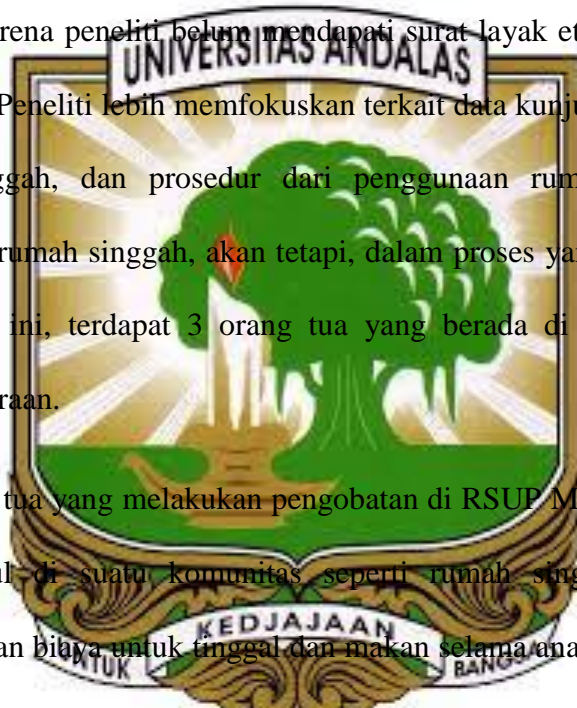 rena peneliti belum mendapati surat layak et
UNIVERSITAS ANDALAS
Peneliti lebih memfokuskan terkait data kunju
ggah, dan prosedur dari penggunaan rum
rumah singgah, akan tetapi, dalam proses ya
ini, terdapat 3 orang tua yang berada di
raan.
tua yang melakukan pengobatan di RSUP M
l di suatu komunitas seperti rumah sing
KEDJAJAAN
an biaya untuk tinggal dan makan selama ana
UNTUK
BANGSA